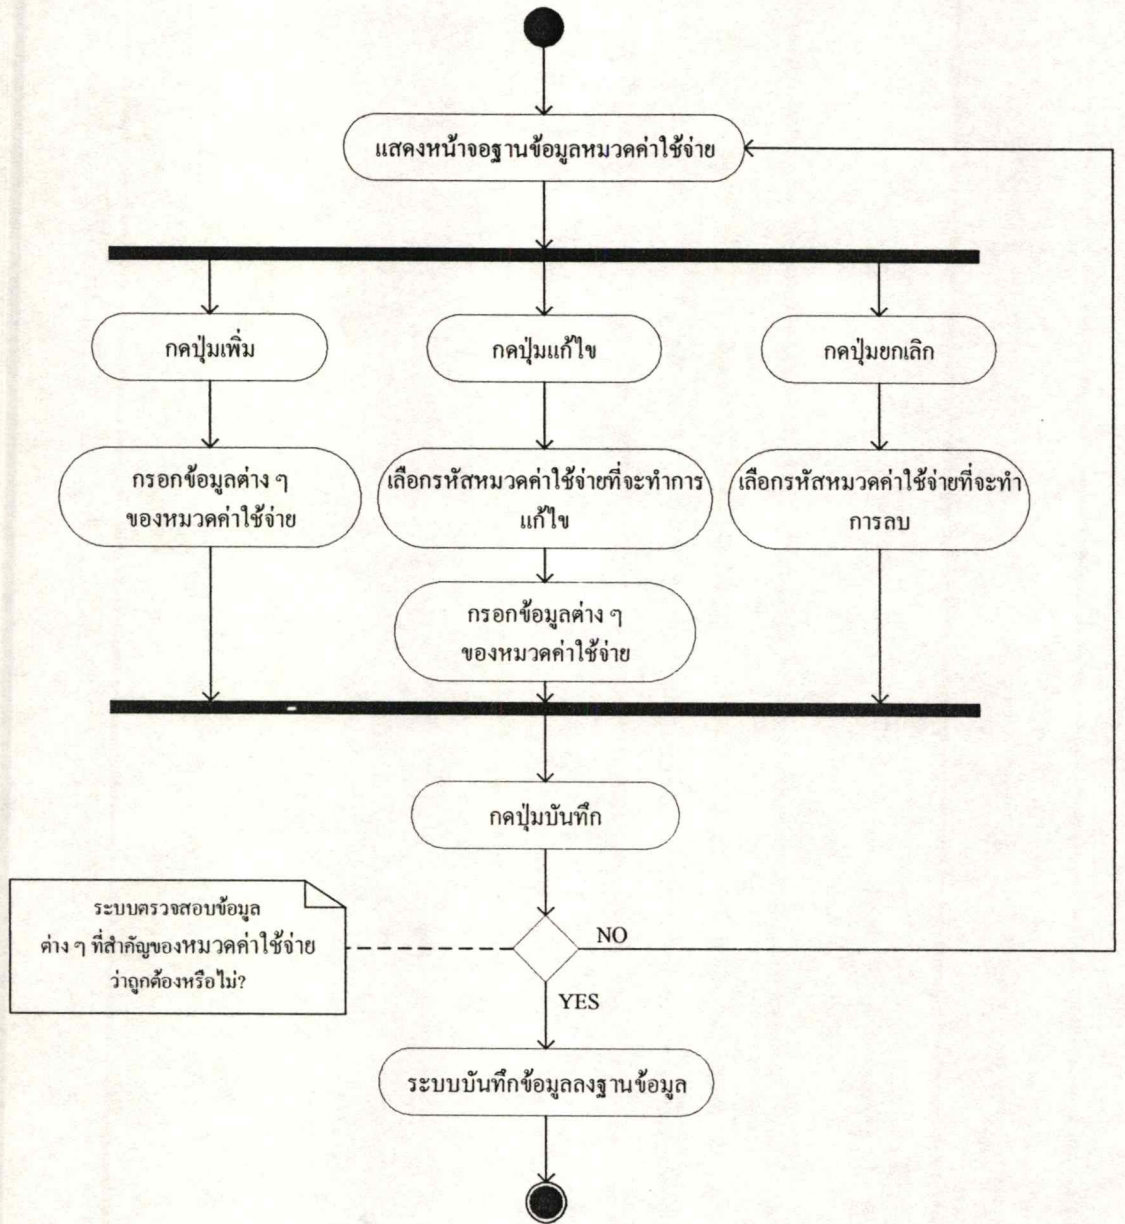 แสดงหน้าจอฐานข้อมูลหมวดค่าใช้จ่าย
กดปุ่มเพิ่ม
กดปุ่มแก้ไข
กดปุ่มยกเลิก
กรอกข้อมูลต่าง ๆ
ของหมวดค่าใช้จ่าย
เลือกรหัสหมวดค่าใช้จ่ายที่จะทำการ
แก้ไข
เลือกรหัสหมวดค่าใช้จ่ายที่จะทำ
การลบ
กรอกข้อมูลต่าง ๆ
ของหมวดค่าใช้จ่าย
กดปุ่มบันทึก
ระบบตรวจสอบข้อมูล
ต่าง ๆ ที่สำคัญของหมวดค่าใช้จ่าย
ว่าถูกต้องหรือไม่?
NO
YES
ระบบบันทึกข้อมูลลงฐานข้อมูล